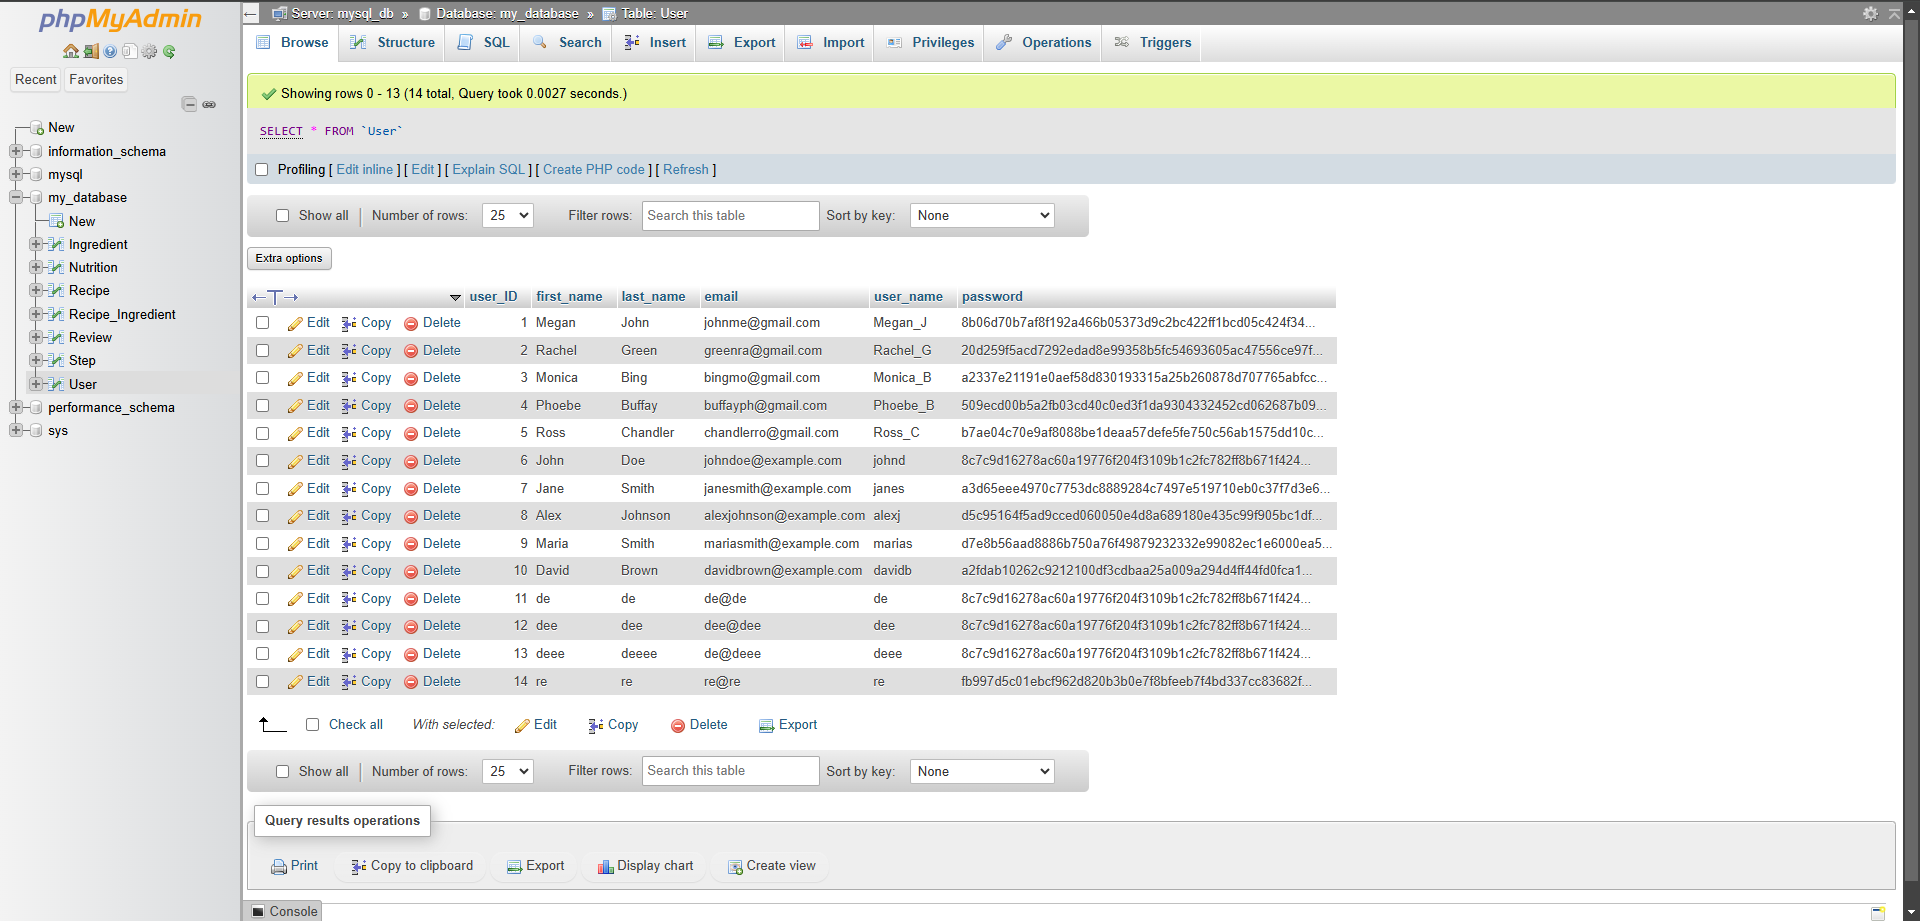 phpMyAdmin
Recent Favorites
New
information_schema
mysql
my_database
New
Ingredient
Nutrition
Recipe
Recipe_Ingredient
Review
Step
User
performance_schema
sys
Server: mysql_db » Database: my_database » Table: User
Browse Structure SQL Search Insert Export Import Privileges Operations Triggers
Showing rows 0 - 13 (14 total, Query took 0.0027 seconds.)
SELECT * FROM `User`
Profiling [ Edit inline ] [ Edit ] [ Explain SQL ] [ Create PHP code ] [ Refresh ]
Show all Number of rows: 25 Filter rows: Search this table Sort by key: None
Extra options
user_ID first_name last_name email user_name password
Edit Copy Delete 1 Megan John johnme@gmail.com Megan_J 8b06d70b7af8f192a466b05373d9c2bc422ff1bcd05c424f34...
Edit Copy Delete 2 Rachel Green greenra@gmail.com Rachel_G 20d259f5acd7292edad8e99358b5fc54693605ac47556ce97f...
Edit Copy Delete 3 Monica Bing bingmo@gmail.com Monica_B a2337e21191e0aef58d830193315a25b260878d707765abfcc...
Edit Copy Delete 4 Phoebe Buffay buffayph@gmail.com Phoebe_B 509ecd00b5a2fb03cd40c0ed3f1da9304332452cd062687b09...
Edit Copy Delete 5 Ross Chandler chandlerro@gmail.com Ross_C b7ae04c70e9af8088be1deaa57defe5fe750c56ab1575dd10c...
Edit Copy Delete 6 John Doe johndoe@example.com johnd 8c7c9d16278ac60a19776f204f3109b1c2fc782ff8b671f424...
Edit Copy Delete 7 Jane Smith janesmith@example.com janes a3d65eee4970c7753dc8889284c7497e519710eb0c37f7d3e6...
Edit Copy Delete 8 Alex Johnson alexjohnson@example.com alexj d5c95164f5ad9cced060050e4d8a689180e435c99f905bc1df...
Edit Copy Delete 9 Maria Smith mariasmith@example.com marias d7e8b56aad8886b750a76f49879232332e99082ec1e6000ea5...
Edit Copy Delete 10 David Brown davidbrown@example.com davidb a2fdab10262c9212100df3cdbaa25a009a294d4ff44fd0fca1...
Edit Copy Delete 11 de de de@de de 8c7c9d16278ac60a19776f204f3109b1c2fc782ff8b671f424...
Edit Copy Delete 12 dee dee dee@dee dee 8c7c9d16278ac60a19776f204f3109b1c2fc782ff8b671f424...
Edit Copy Delete 13 deee deeee de@deee deee 8c7c9d16278ac60a19776f204f3109b1c2fc782ff8b671f424...
Edit Copy Delete 14 re re re@re re fb997d5c01ebcf962d820b3b0e7f8bfeeb7f4bd337cc83682f...
Check all With selected: Edit Copy Delete Export
Show all Number of rows: 25 Filter rows: Search this table Sort by key: None
Query results operations
Print Copy to clipboard Export Display chart Create view
Console